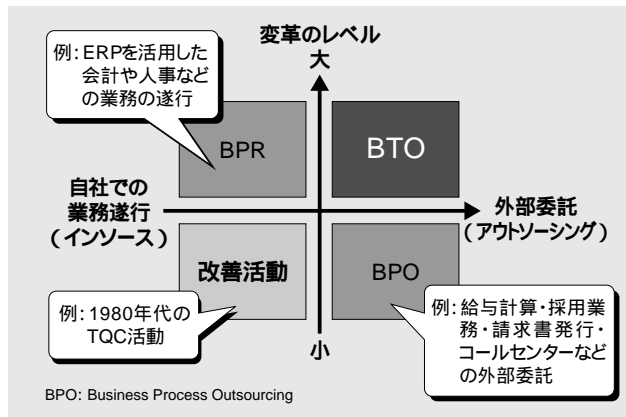 変革のレベル
大
例：ERPを活用した
会計や人事など
の業務の遂行
BPR
BTO
自社での
業務遂行
（インソース）
外部委託
（アウトソーシング）
改善活動
BPO
例：1980年代の
TQC活動
例：給与計算・採用業
務・請求書発行・
コールセンターなど
の外部委託
小
BPO: Business Process Outsourcing